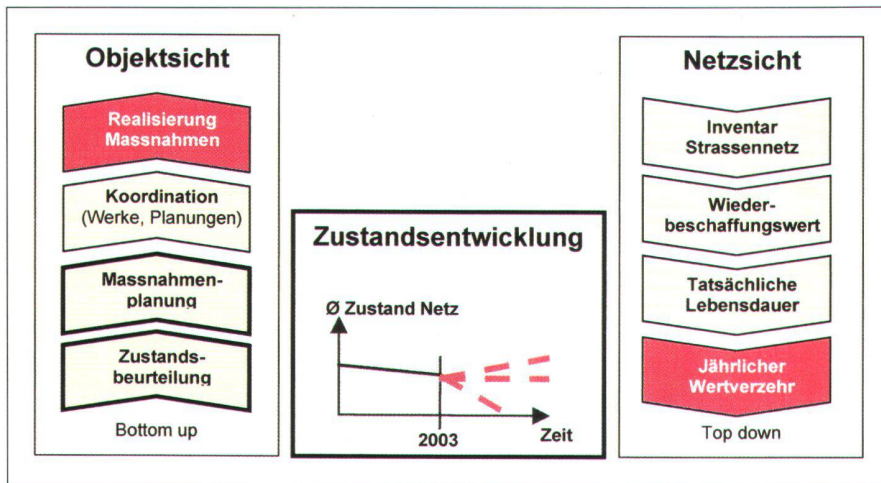 Objektsicht
Realisierung
Massnahmen
Koordination
(Werke, Planungen)
Massnahmen-
planung
Zustands-
beurteilung
Bottom up
Zustandsentwicklung
Ø Zustand Netz
2003
Zeit
Netzsicht
Inventar
Strassennetz
Wieder-
beschaffungswert
Tatsächliche
Lebensdauer
Jährlicher
Wertverzehr
Top down